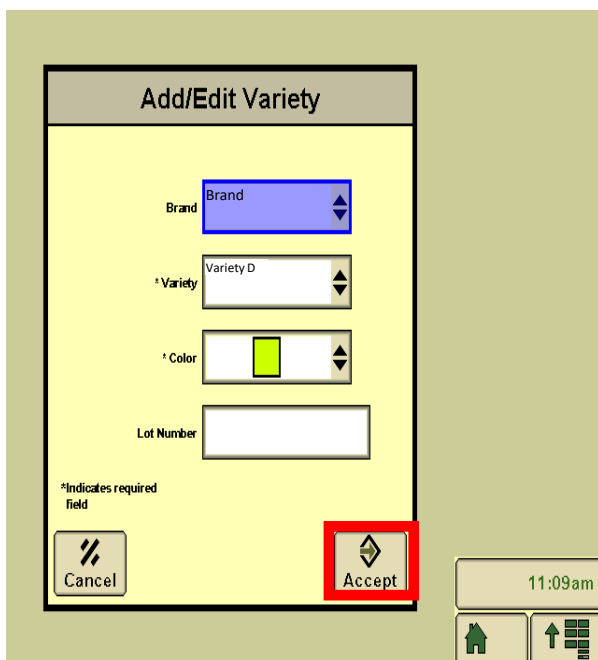 Add/Edit Variety
Brand Brand
* Variety Variety D
* Color
Lot Number
*Indicates required
field
Cancel Accept
11:09am